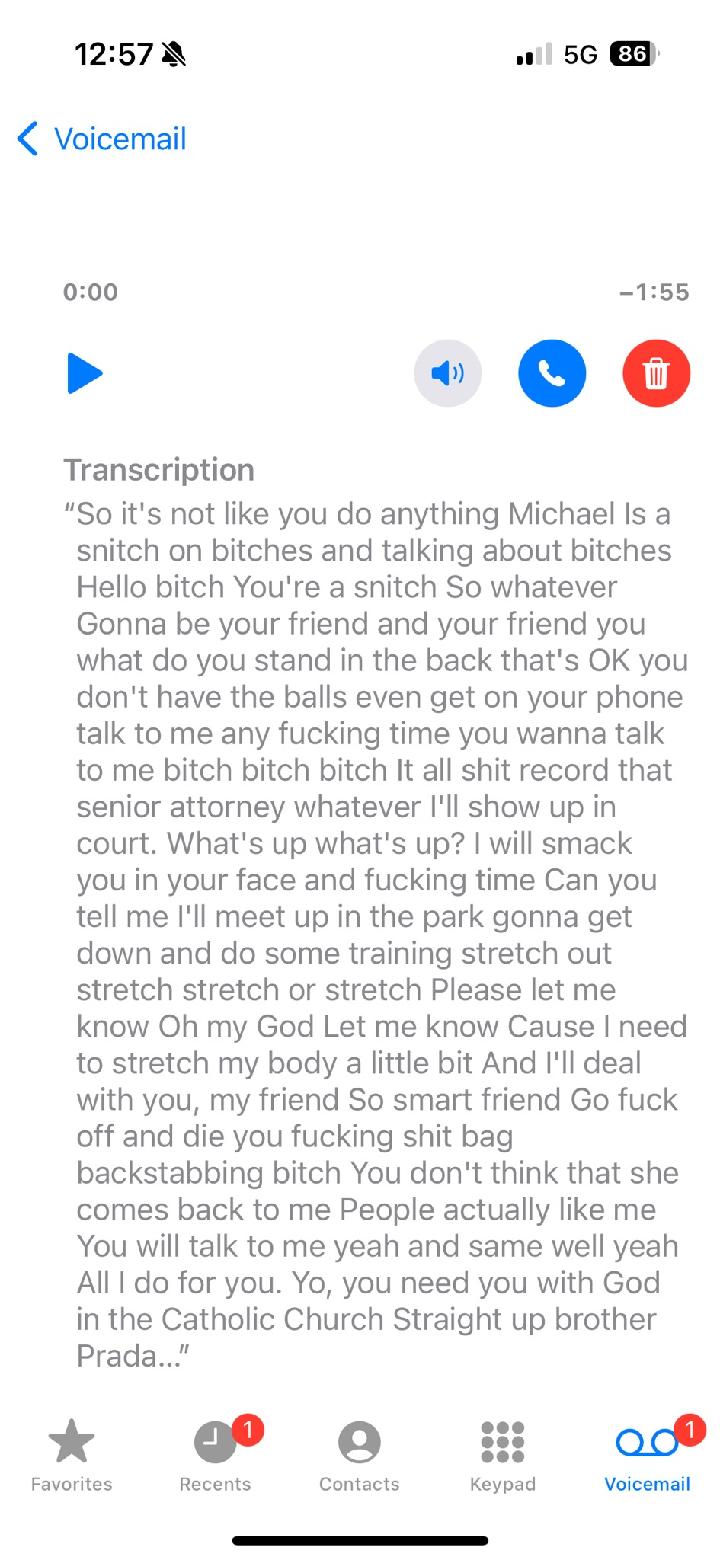 12:57
5G
86
Voicemail
0:00
−1:55
Transcription
“So it's not like you do anything Michael Is a
snitch on bitches and talking about bitches
Hello bitch You're a snitch So whatever
Gonna be your friend and your friend you
what do you stand in the back that's OK you
don't have the balls even get on your phone
talk to me any fucking time you wanna talk
to me bitch bitch bitch It all shit record that
senior attorney whatever I'll show up in
court. What's up what's up? I will smack
you in your face and fucking time Can you
tell me I'll meet up in the park gonna get
down and do some training stretch out
stretch stretch or stretch Please let me
know Oh my God Let me know Cause I need
to stretch my body a little bit And I'll deal
with you, my friend So smart friend Go fuck
off and die you fucking shit bag
backstabbing bitch You don't think that she
comes back to me People actually like me
You will talk to me yeah and same well yeah
All I do for you. Yo, you need you with God
in the Catholic Church Straight up brother
Prada...”
1
1
Favorites
Recents
Contacts
Keypad
Voicemail